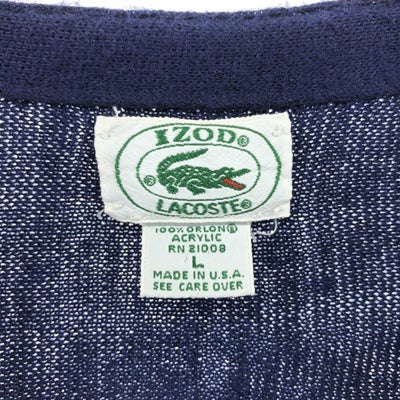 IZOD®
®
LACOSTE®
100% ORLON®
ACRYLIC
RN 21008
L
MADE IN U.S.A.
SEE CARE OVER